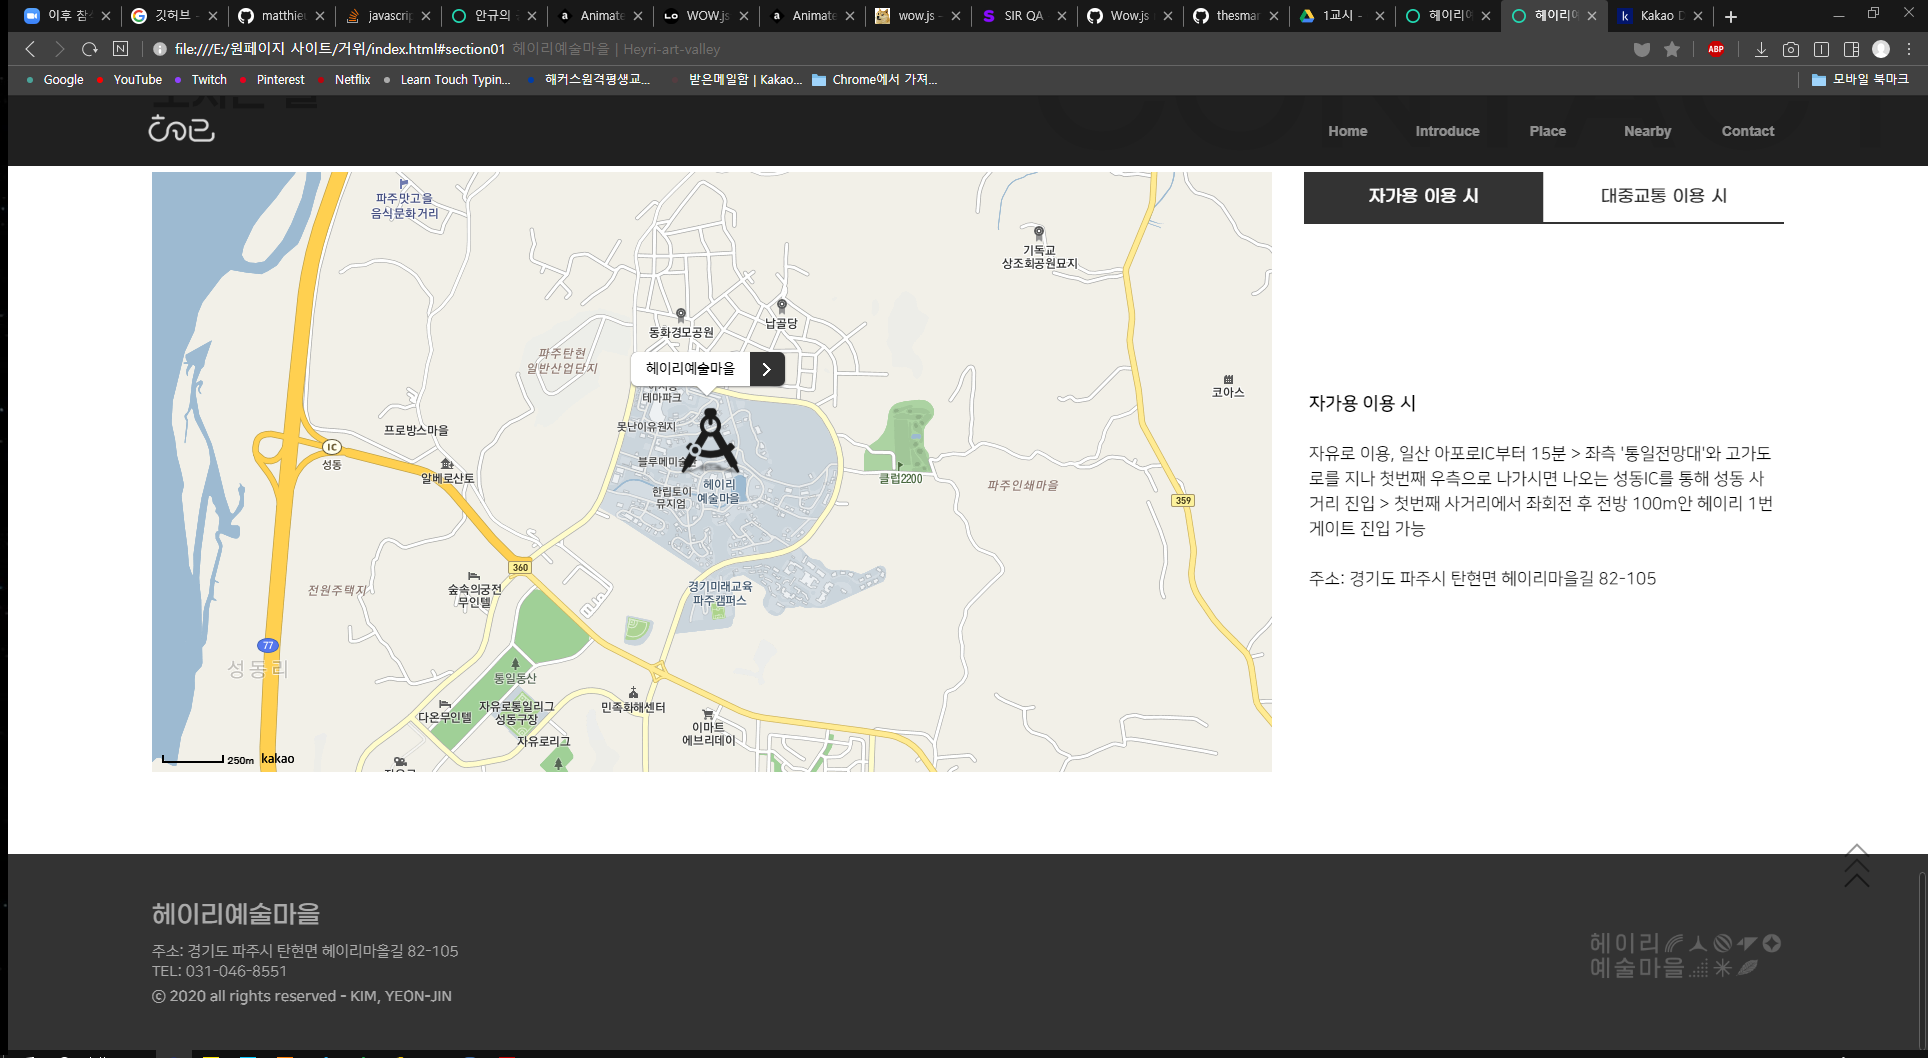 이후 참
깃허브 -
matthieu
javascrip
안규의
Animate
WOW.js
Animate
wow.js -
SIR QA
Wow.js
thesmar
1교시 -
헤이리어
헤이리어
Kakao D
file:///E:/원페이지 사이트/거위/index.html#section01 헤이리예술마을 | Heyri-art-valley
ABP
Google
YouTube
Twitch
Pinterest
Netflix
Learn Touch Typin...
해커스원격평생교...
받은메일함 | Kakao...
Chrome에서 가져...
모바일 북마크
CONTACT
Home
Introduce
Place
Nearby
Contact
자가용 이용 시
대중교통 이용 시
파주맛고을
음식문화거리
기독교
상조회공원묘지
동화경모공원
납골당
파주탄현
일반산업단지
헤이리예술마을
테마파크
못난이유원지
블루메미술
한립토이
뮤지엄
헤이리
예술마을
프로방스마을
IC
성동
알베로산토
클럽2200
파주인쇄마을
코아스
359
360
전원주택지
숲속의궁전
무인텔
경기미래교육
파주캠퍼스
77
성동리
통일동산
다온무인텔
자유로통일리그
성동구장
자유로리그
민족화해센터
이마트
에브리데이
250m
kakao
자가용 이용 시
자유로 이용, 일산 아포로IC부터 15분 > 좌측 '통일전망대'와 고가도
로를 지나 첫번째 우측으로 나가시면 나오는 성동IC를 통해 성동 사
거리 진입 > 첫번째 사거리에서 좌회전 후 전방 100m안 헤이리 1번
게이트 진입 가능
주소: 경기도 파주시 탄현면 헤이리마을길 82-105
헤이리예술마을
주소: 경기도 파주시 탄현면 헤이리마을길 82-105
TEL: 031-046-8551
ⓒ 2020 all rights reserved - KIM, YEON-JIN
헤이리
예술마을